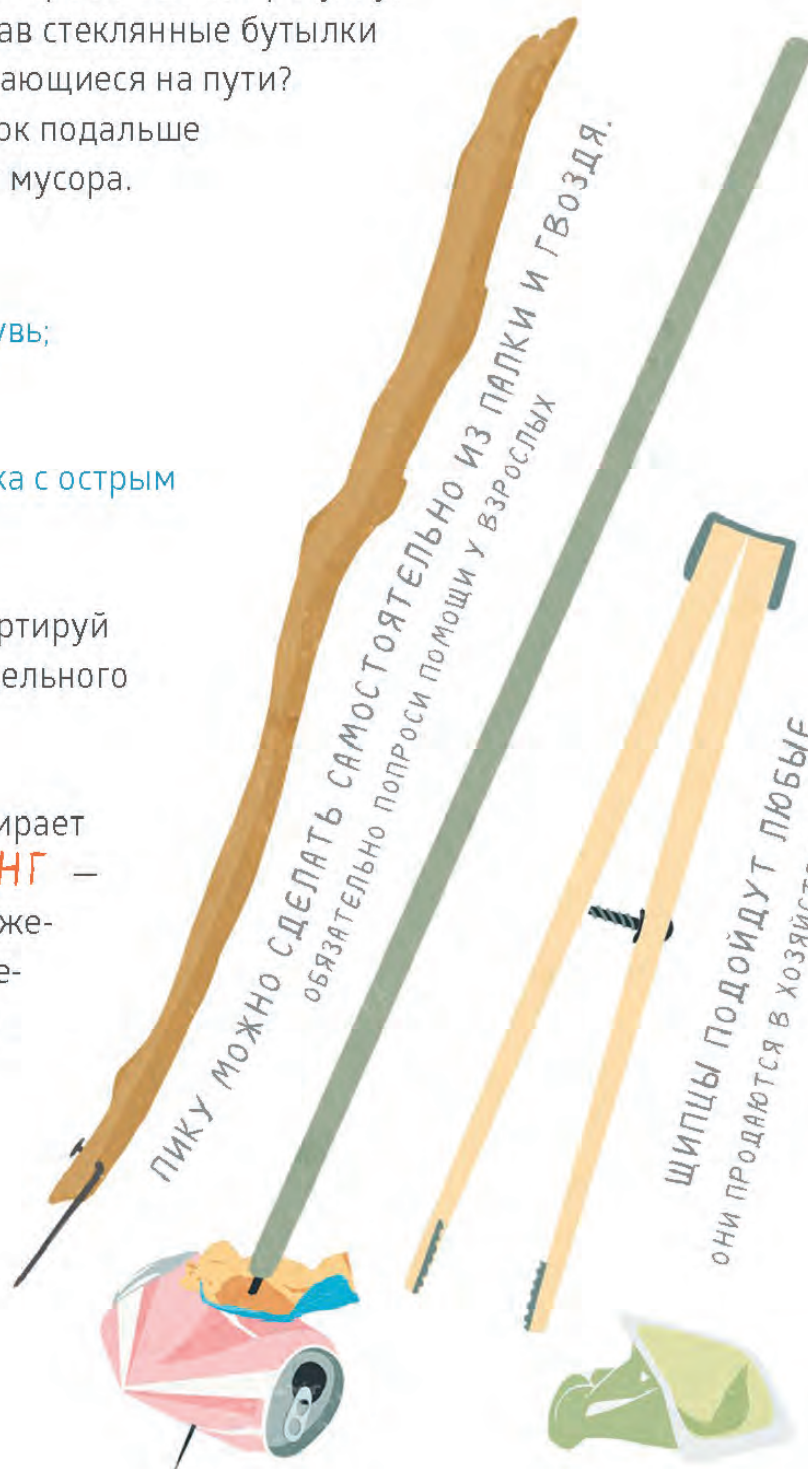 ав стеклянные бутылки
ающиеся на пути?
ок подальше
мусора.
увь;
ка с острым
ртируй
ельного
ирает
НГ –
же-
е-
ПИКУ МОЖНО СДЕЛАТЬ САМОСТОЯТЕЛЬНО ИЗ ПАЛКИ И ГВОЗДЯ.
ОБЯЗАТЕЛЬНО ПОПРОСИ ПОМОЩИ У ВЗРОСЛЫХ
ЩИПЦЫ ПОДОЙДУТ ЛЮБЫЕ
ОНИ ПРОДАЮТСЯ В ХОЗЯЙСТВ